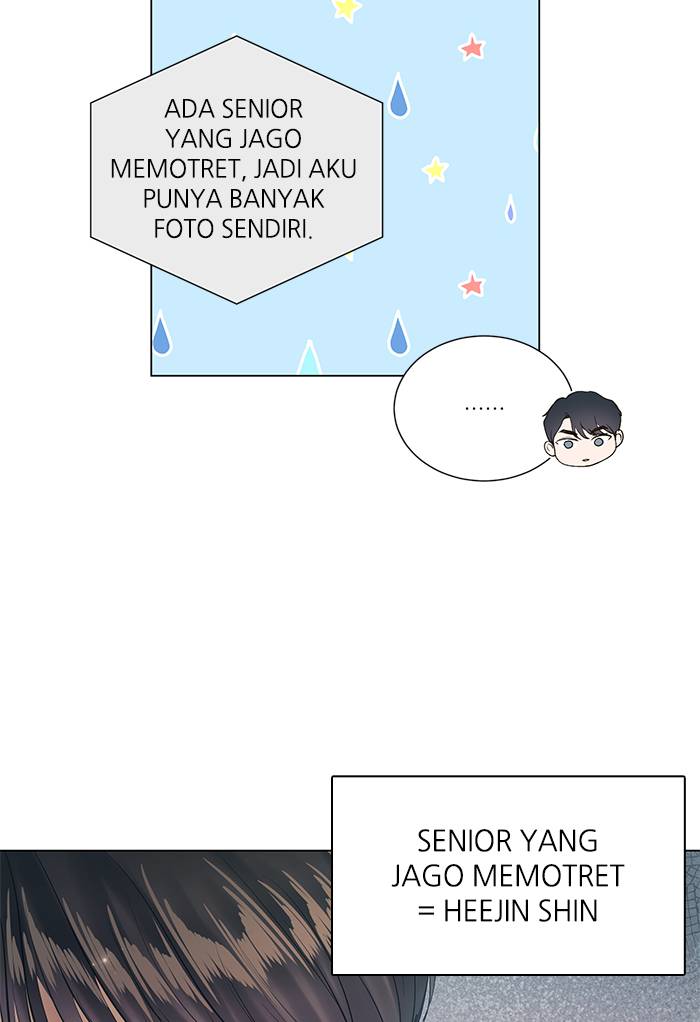 ADA SENIOR
YANG JAGO
MEMOTRET, JADI AKU
PUNYA BANYAK
FOTO SENDIRI.
......
SENIOR YANG
JAGO MEMOTRET
= HEEJIN SHIN